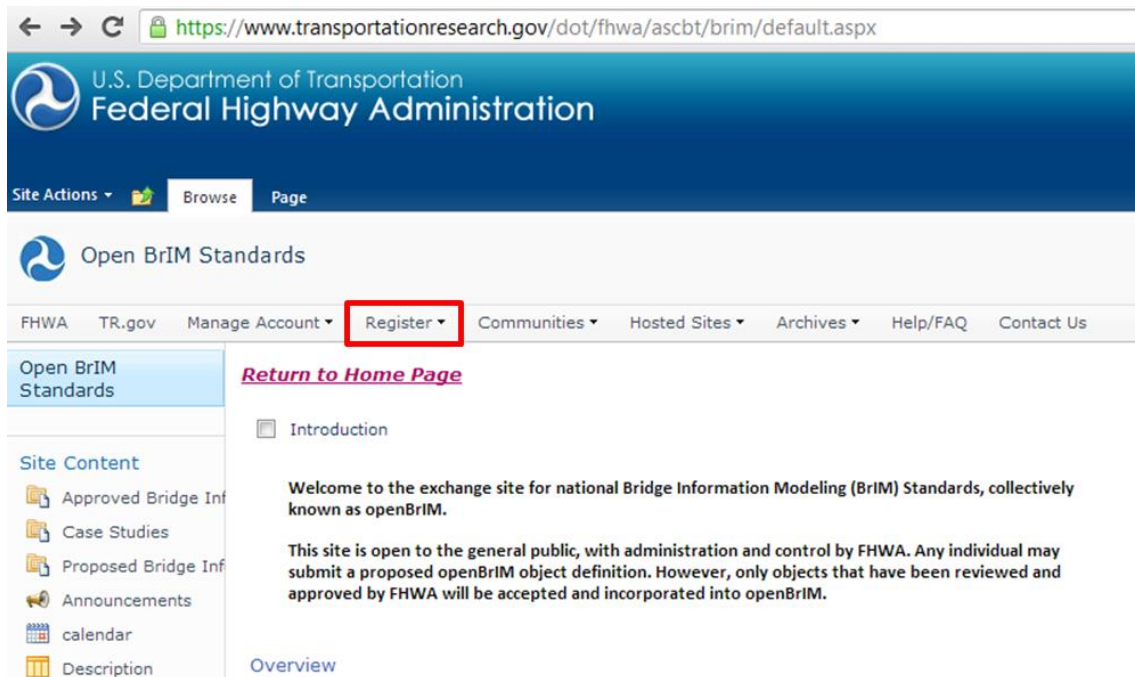 https://www.transportationresearch.gov/dot/fhwa/ascbt/brim/default.aspx
U.S. Department of Transportation
Federal Highway Administration
Site Actions Browse Page
Open BrIM Standards
FHWA TR.gov Manage Account Register Communities Hosted Sites Archives Help/FAQ Contact Us
Open BrIM
Standards
Return to Home Page
Introduction
Site Content
Approved Bridge Inf
Case Studies
Proposed Bridge Inf
Announcements
calendar
Description
Welcome to the exchange site for national Bridge Information Modeling (BrIM) Standards, collectively
known as openBrIM.
This site is open to the general public, with administration and control by FHWA. Any individual may
submit a proposed openBrIM object definition. However, only objects that have been reviewed and
approved by FHWA will be accepted and incorporated into openBrIM.
Overview